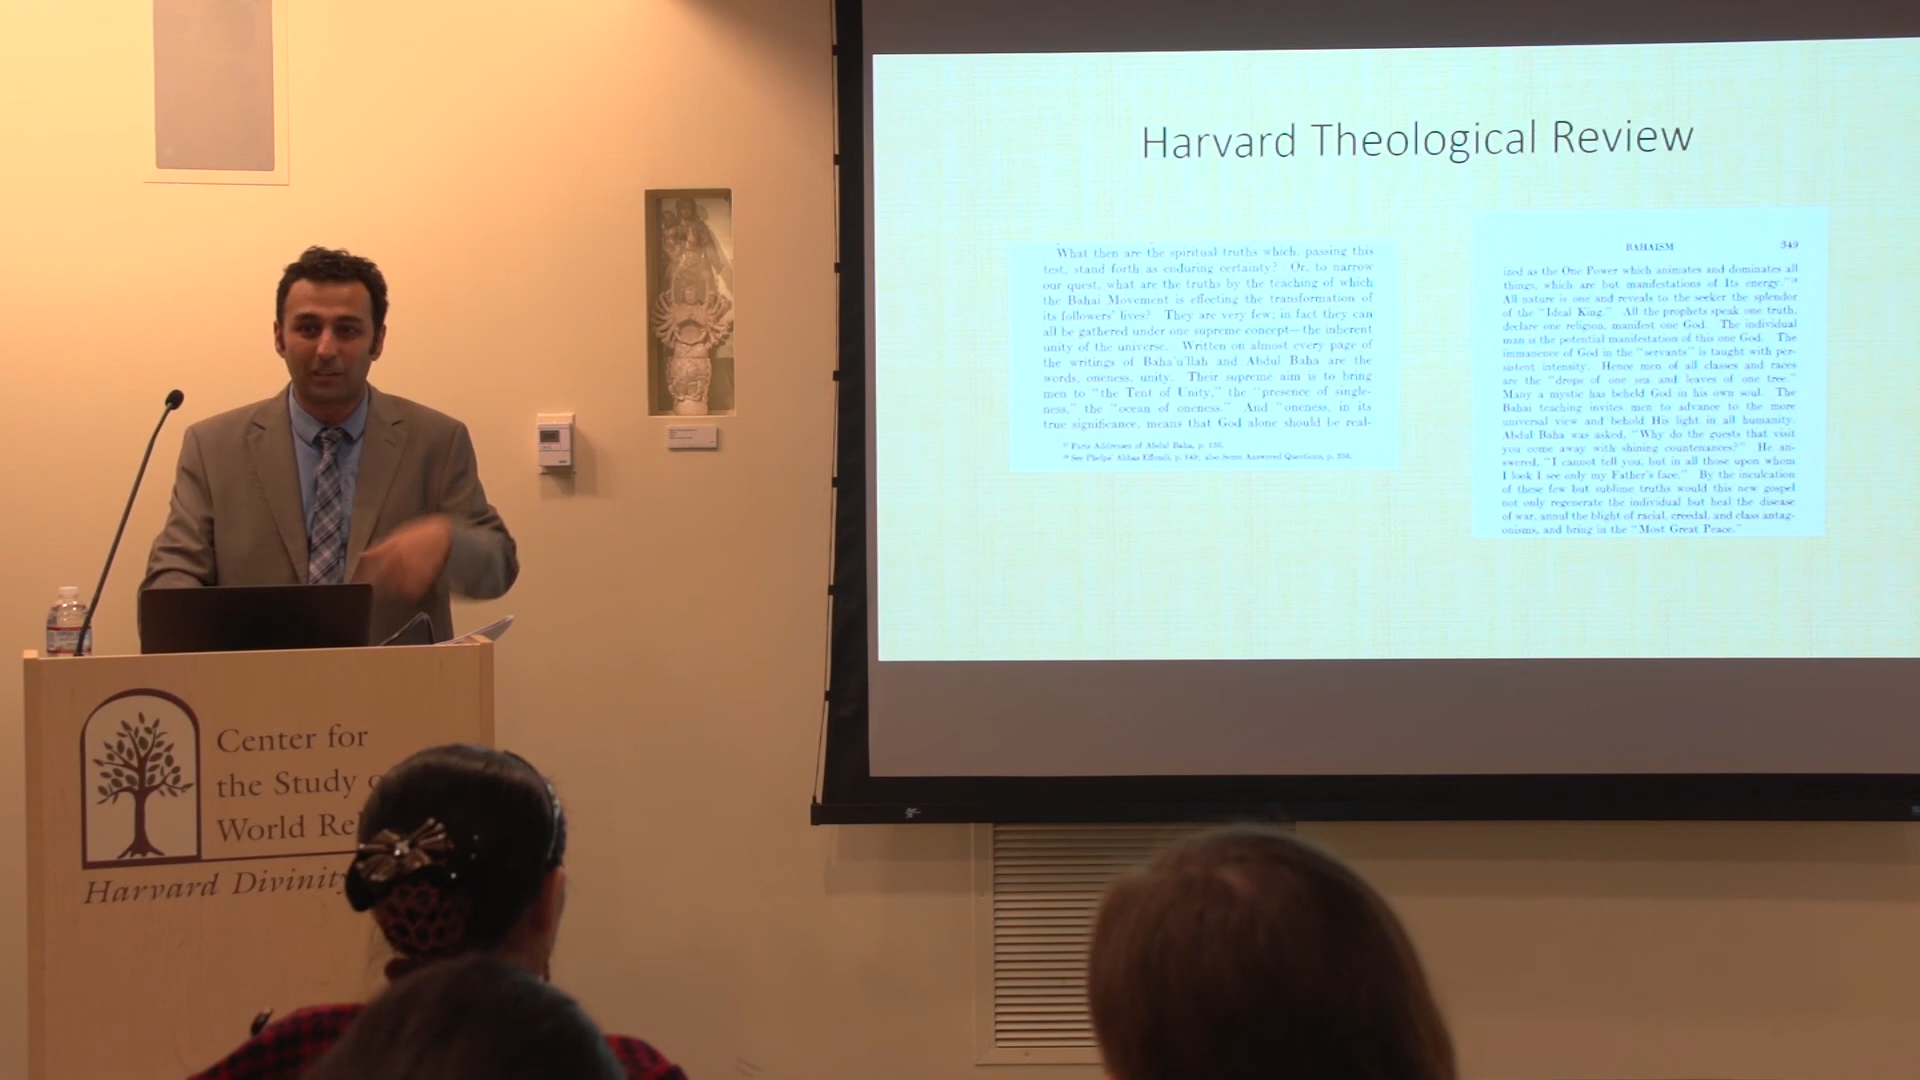 Harvard Theological Review
What then are the spiritual truths which, passing this
test, stand forth as enduring certainty? Or, to narrow
our quest, what are the truths by the teaching of which
the Bahai Movement is effecting the transformation of
its followers' lives? They are very few; in fact they can
all be gathered under one supreme concept—the inherent
unity of the universe. Written on almost every page of
the writings of Baha'u'llah and Abdul Baha are the
words, oneness, unity. Their supreme aim is to bring
men to "the Tent of Unity," the "presence of single-
ness," the "ocean of oneness." And "oneness, in its
true significance, means that God alone should be real-
Paris Addresses of Abdul Baha, p.
See Phelps' Abbas Effendi, p. also Some Answered Questions, p.
BAHAISM 349
ized as the One Power which animates and dominates all
things, which are but manifestations of Its energy."
All nature is one and reveals to the seeker the splendor
of the "Ideal King." All the prophets speak one truth,
declare one religion, manifest one God. The individual
man is the potential manifestation of this one God. The
immanence of God in the "servants" is taught with per-
sistent intensity. Hence men of all classes and races
are the "drops of one sea and leaves of one tree."
Many a mystic has beheld God in his own soul. The
Bahai teaching invites men to advance to the more
universal view and behold His light in all humanity.
Abdul Baha was asked, "Why do the guests that visit
you come away with shining countenances?" He an-
swered, "I cannot tell you, but in all those upon whom
I look I see only my Father's face." By the inculcation
of these few but sublime truths would this new gospel
not only regenerate the individual but heal the disease
of war, annul the blight of racial, creedal, and class antag-
onisms, and bring in the "Most Great Peace."
Center for
the Study o
World Re
Harvard Divinity